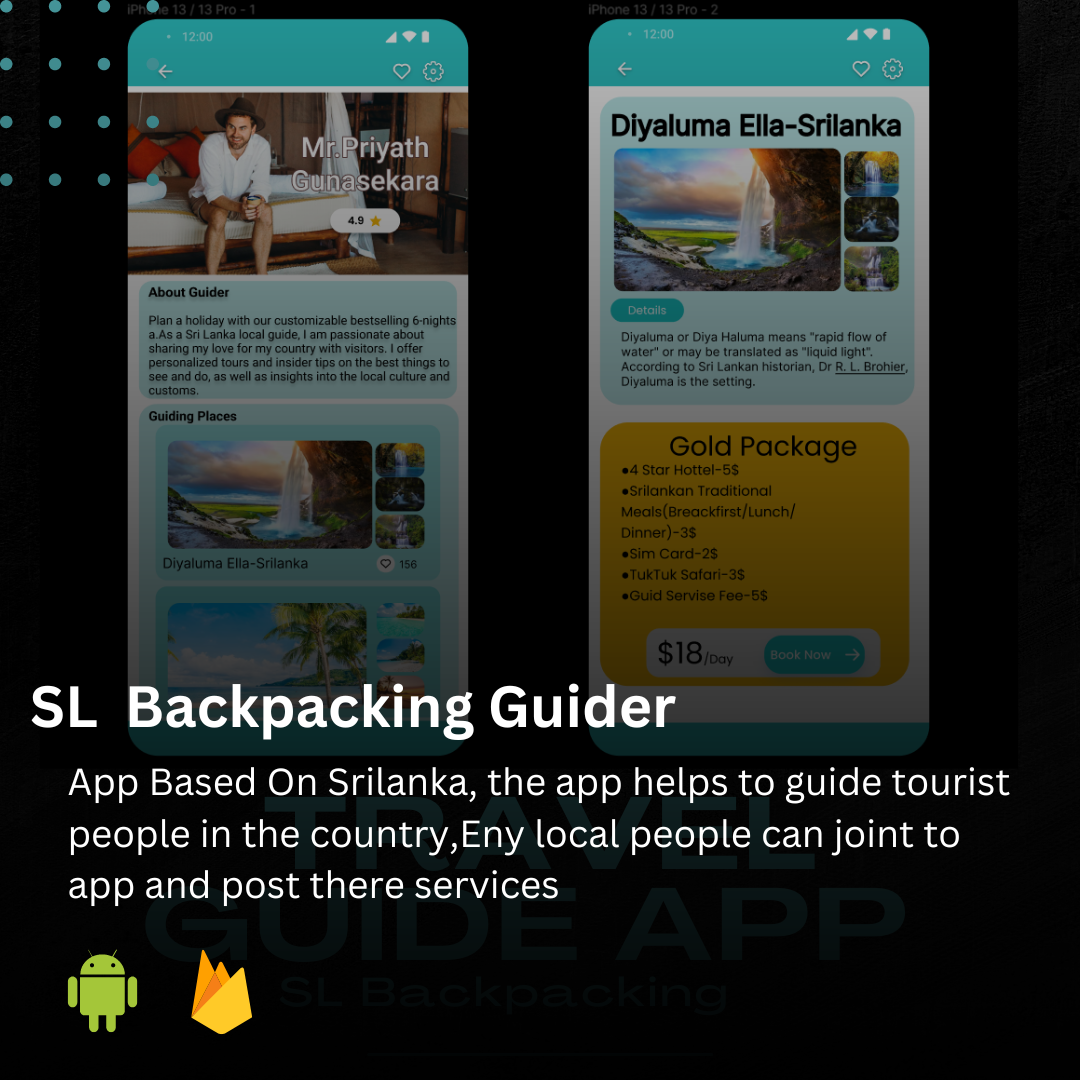 iPhone 13 / 13 Pro - 1
12:00
Mr.Priyath
Gunasekara
4.9
About Guider
Plan a holiday with our customizable bestselling 6-nights
a.As a Sri Lanka local guide, I am passionate about
sharing my love for my country with visitors. I offer
personalized tours and insider tips on the best things to
see and do, as well as insights into the local culture and
customs.
Guiding Places
Diyaluma Ella-Srilanka
156
iPhone 13 / 13 Pro - 2
12:00
Diyaluma Ella-Srilanka
Details
Diyaluma or Diya Haluma means "rapid flow of
water" or may be translated as "liquid light".
According to Sri Lankan historian, Dr R. L. Brohier,
Diyaluma is the setting.
Gold Package
●4 Star Hottel-5$
●Srilankan Traditional
Meals(Breackfirst/Lunch/
Dinner)-3$
●Sim Card-2$
●TukTuk Safari-3$
●Guid Servise Fee-5$
$18/Day
Book Now
SL Backpacking Guider
App Based On Srilanka, the app helps to guide tourist
people in the country,Eny local people can joint to
app and post there services
TRAVEL
GUIDE APP
SL Backpacking